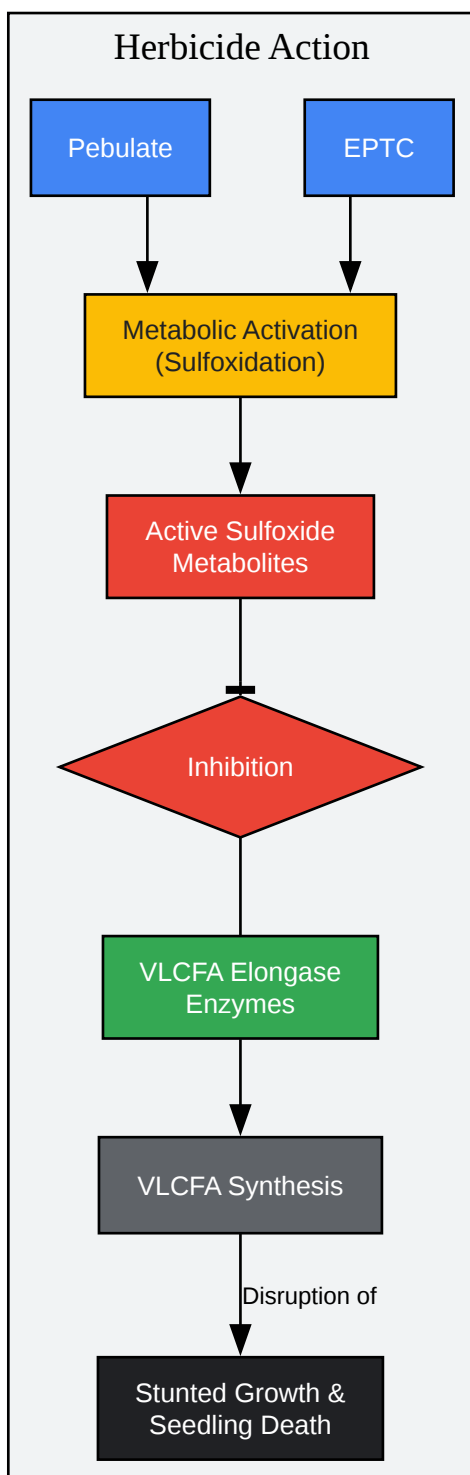 Herbicide Action
Pebulate
EPTC
Metabolic Activation
(Sulfoxidation)
Active Sulfoxide
Metabolites
Inhibition
VLCFA Elongase
Enzymes
VLCFA Synthesis
Disruption of
Stunted Growth &
Seedling Death